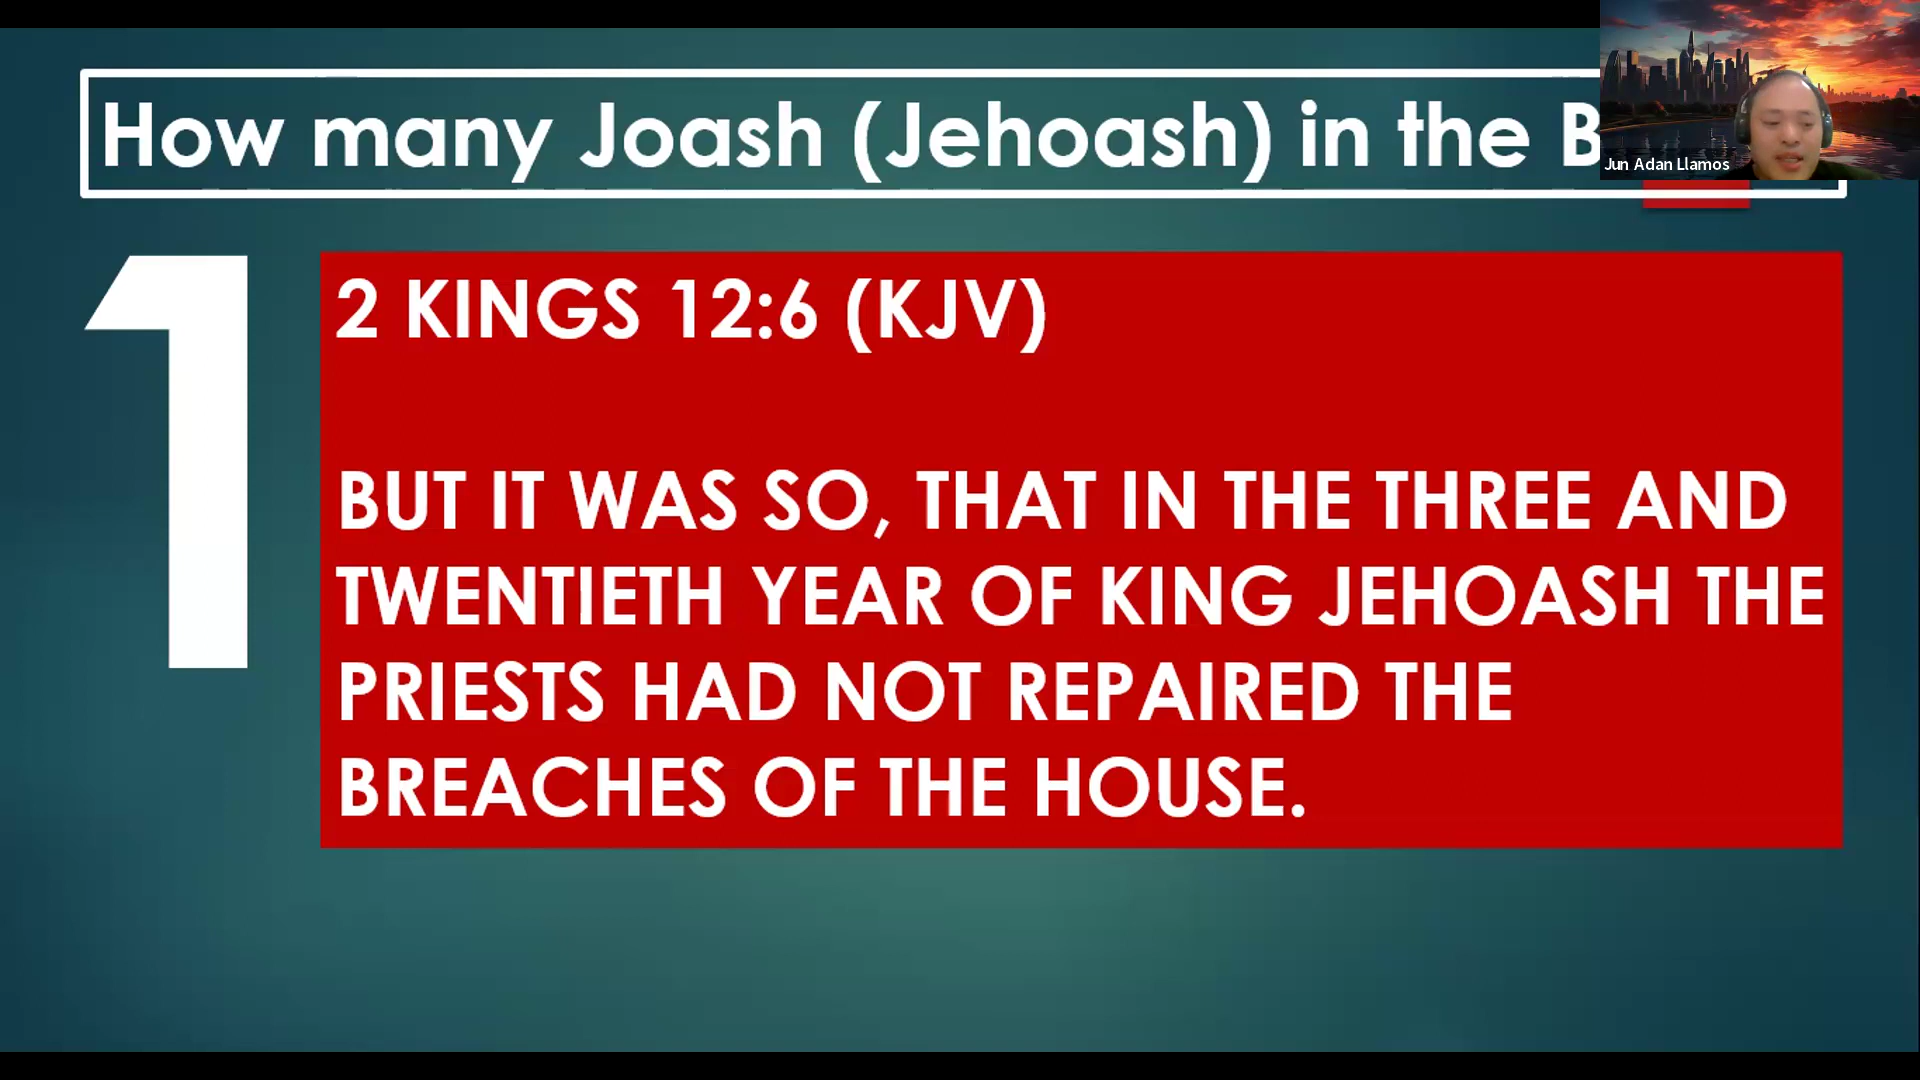 How many Joash (Jehoash) in the
Jun Adan Llamos
1
2 KINGS 12:6 (KJV)
BUT IT WAS SO, THAT IN THE THREE AND
TWENTIETH YEAR OF KING JEHOASH THE
PRIESTS HAD NOT REPAIRED THE
BREACHES OF THE HOUSE.